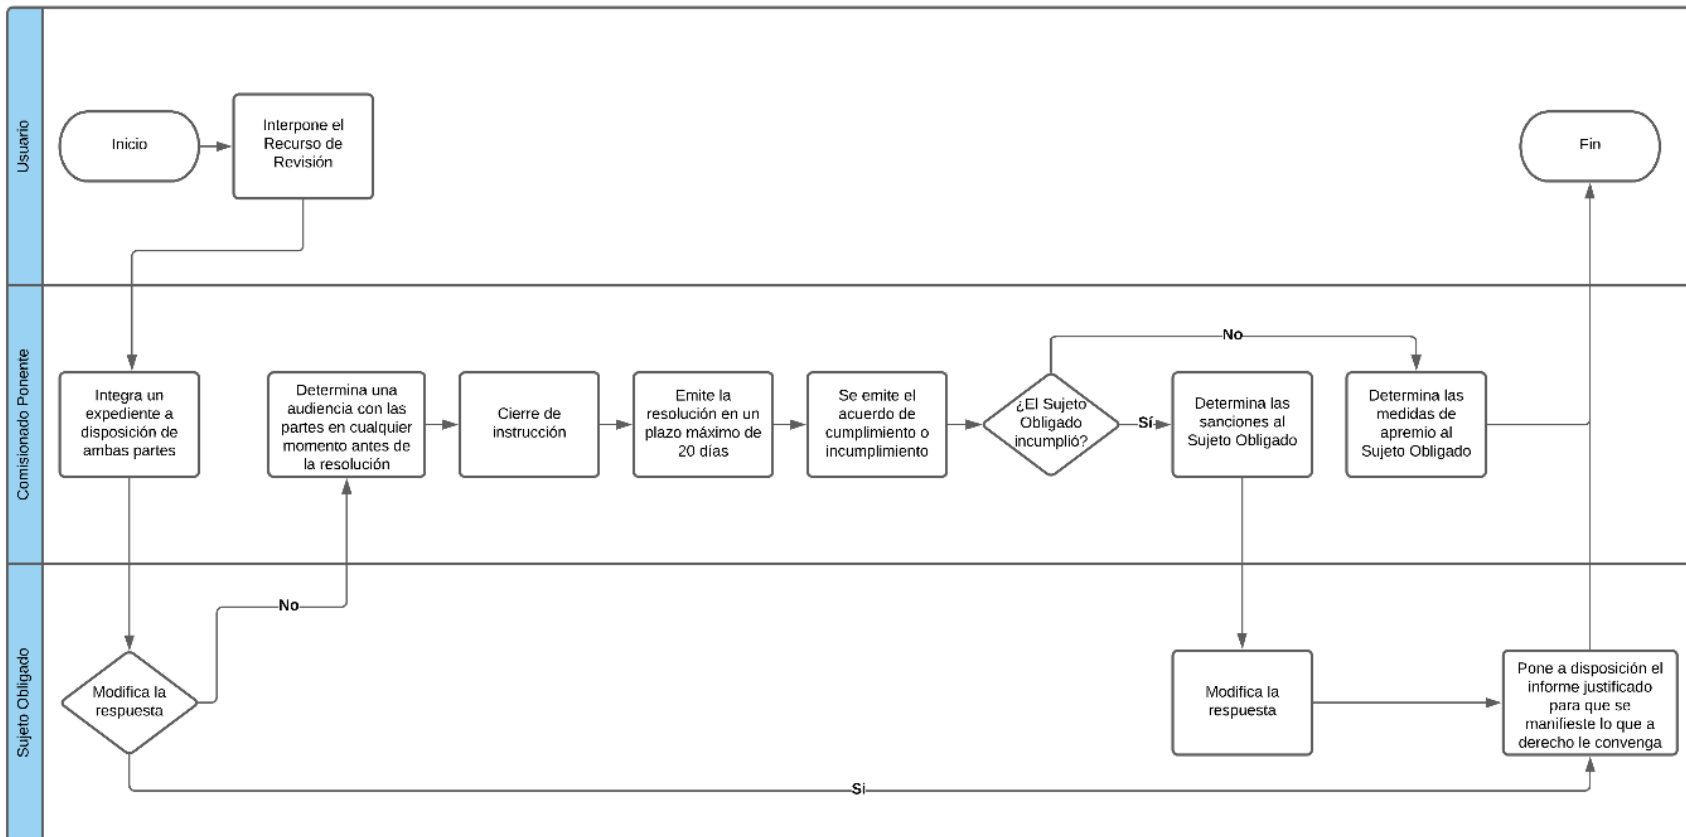 Usuario
Inicio
Interpone el
Recurso de
Revisión
Fin
Comisionado Ponente
Integra un
expediente a
disposición de
ambas partes
Determina una
audiencia con las
partes en cualquier
momento antes de
la resolución
Cierre de
instrucción
Emite la
resolución en un
plazo máximo de
20 días
Se emite el
acuerdo de
cumplimiento o
incumplimiento
¿El Sujeto
Obligado
incumplió?
No
Sí
Determina las
sanciones al
Sujeto Obligado
Determina las
medidas de
apremio al
Sujeto Obligado
Sujeto Obligado
Modifica la
respuesta
No
Si
Modifica la
respuesta
Pone a disposición el
informe justificado
para que se
manifieste lo que a
derecho le convenga